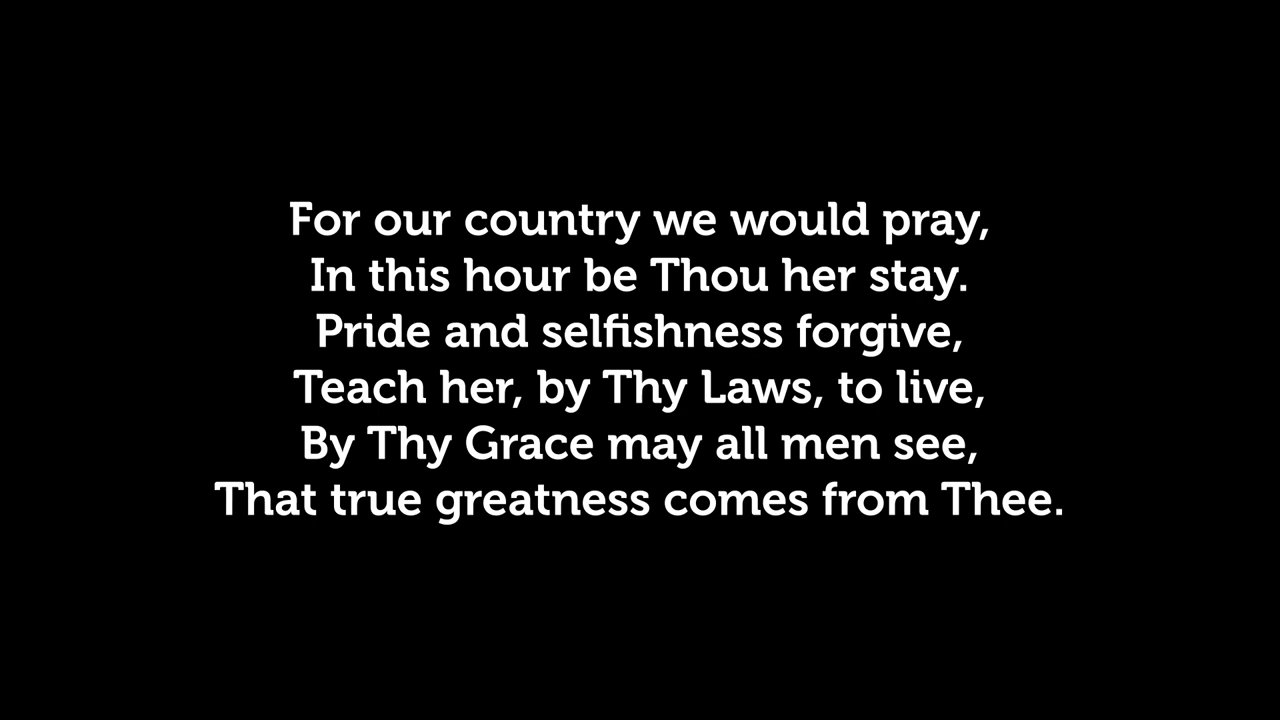 For our country we would pray,
In this hour be Thou her stay.
Pride and selfishness forgive,
Teach her, by Thy Laws, to live,
By Thy Grace may all men see,
That true greatness comes from Thee.